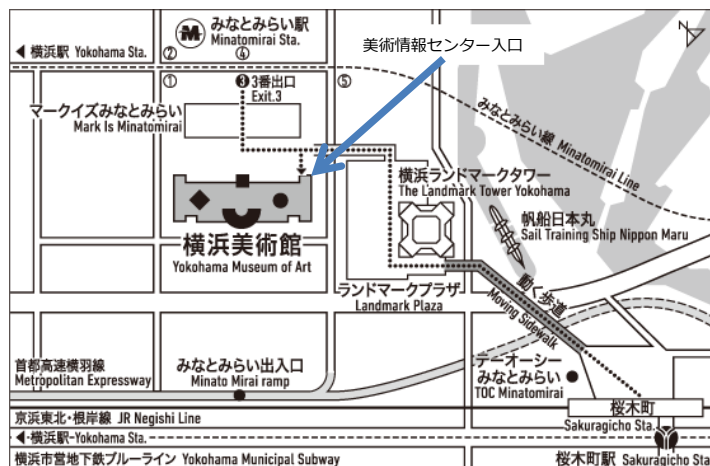 みなとみらい駅
Minatomirai Sta.
横浜駅 Yokohama Sta.
②
④
美術情報センター入口
N
①
❸3番出口
Exit.3
⑤
マークイズみなとみらい
Mark Is Minatomirai
みなとみらい線 Minatomirai Line
横浜ランドマークタワー
The Landmark Tower Yokohama
帆船日本丸
Sail Training Ship Nippon Maru
横浜美術館
Yokohama Museum of Art
ランドマークプラザ
Landmark Plaza
動く歩道
Moving Sidewalk
首都高速横羽線
Metropolitan Expressway
みなとみらい出入口
Minato Mirai ramp
ティーオーシー
みなとみらい
TOC Minatomirai
桜木町
Sakuragicho Sta.
京浜東北・根岸線 JR Negishi Line
横浜駅 Yokohama Sta.
横浜市営地下鉄ブルーライン Yokohama Municipal Subway
桜木町駅 Sakuragicho Sta